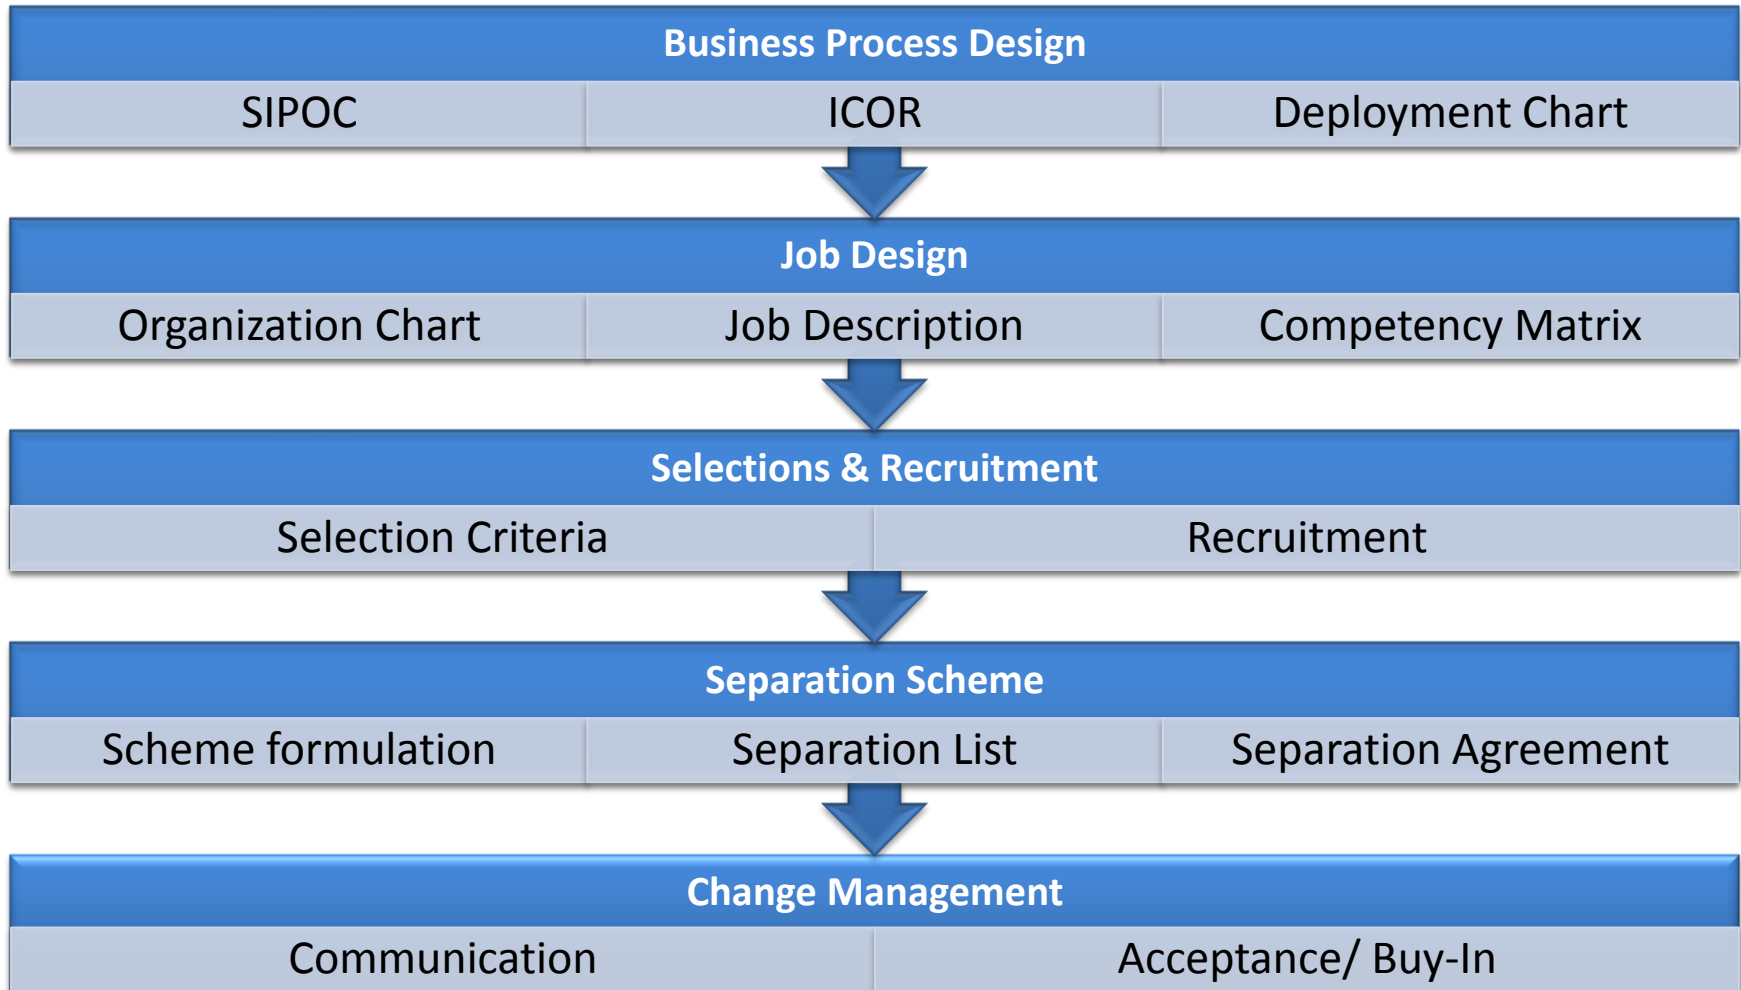 Business Process Design
SIPOC ICOR Deployment Chart
Job Design
Organization Chart Job Description Competency Matrix
Selections & Recruitment
Selection Criteria Recruitment
Separation Scheme
Scheme formulation Separation List Separation Agreement
Change Management
Communication Acceptance/ Buy-In